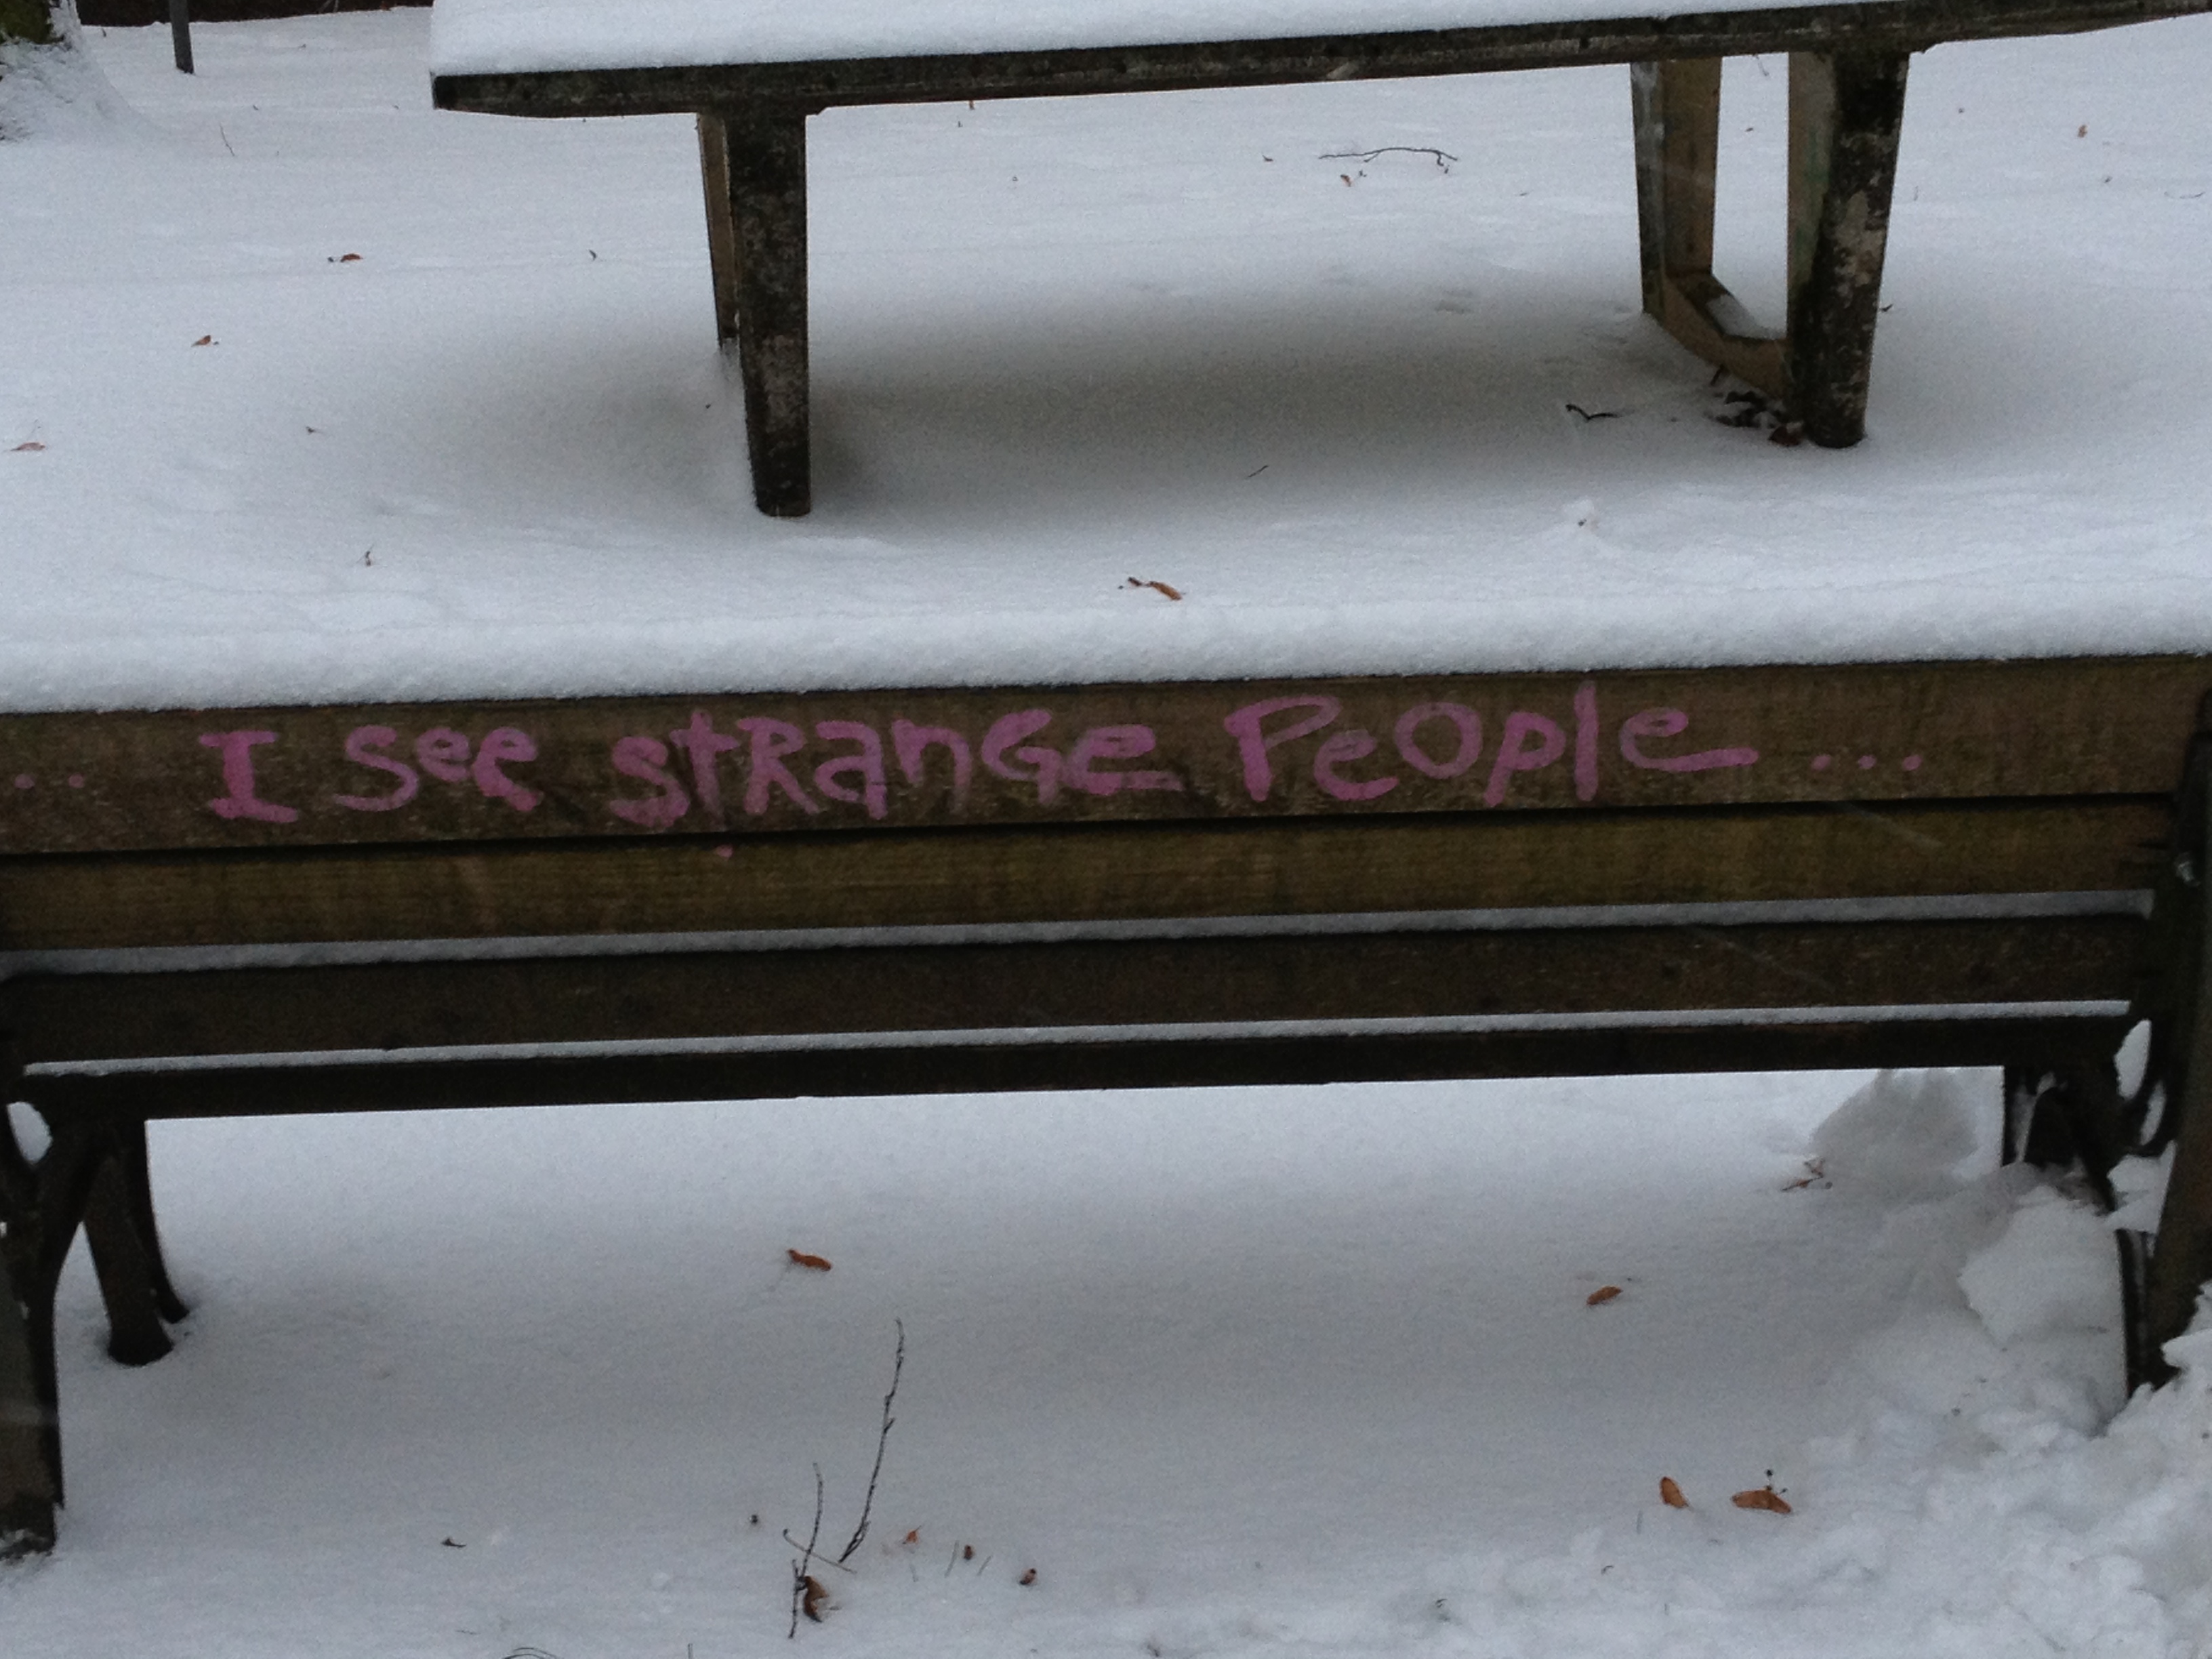 .. I see stRanGe PeOple ...